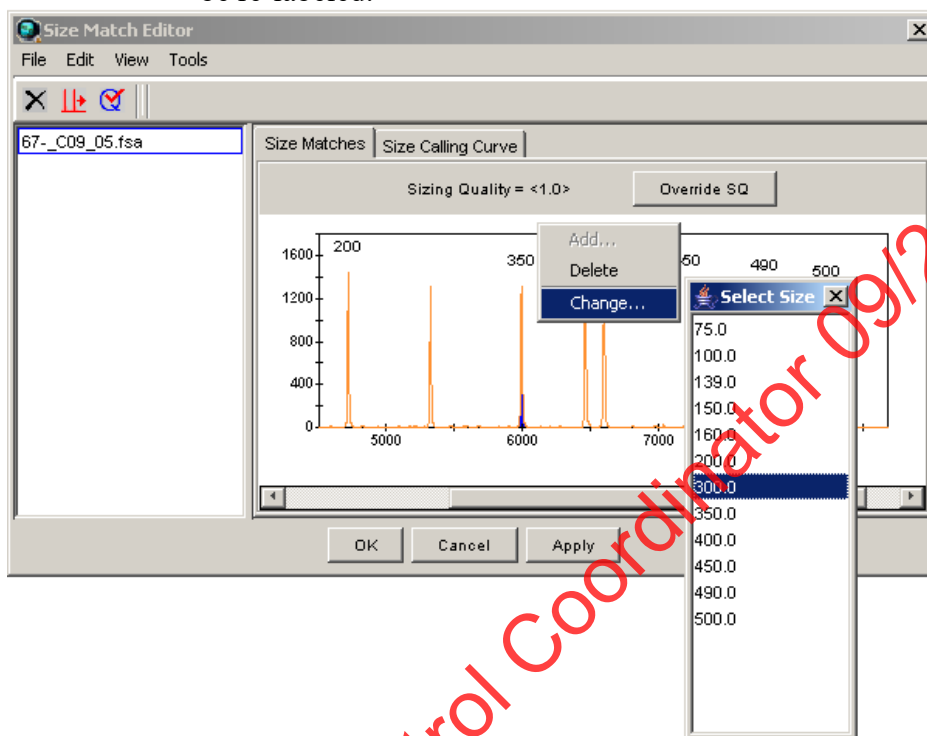 Size Match Editor
File Edit View Tools
67-_C09_05.fsa
Size Matches
Size Calling Curve
Sizing Quality = <1.0>
Override SQ
200
350
50
490
500
1600
1200
800
400
0
5000
6000
7000
Add...
Delete
Change...
Select Size
75.0
100.0
139.0
150.0
160.0
200.0
300.0
350.0
400.0
450.0
490.0
500.0
OK
Cancel
Apply
trol Coordinator 09/2